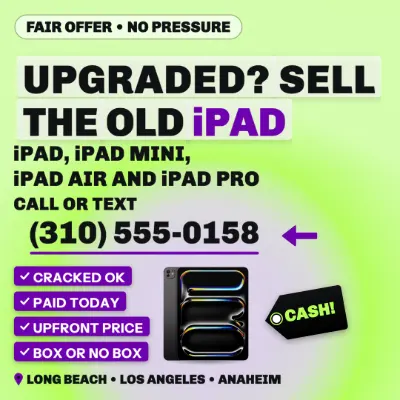 FAIR OFFER • NO PRESSURE
UPGRADED? SELL
THE OLD iPAD
iPAD, iPAD MINI,
iPAD AIR AND iPAD PRO
CALL OR TEXT
(310) 555-0158
CRACKED OK
PAID TODAY
UPFRONT PRICE
BOX OR NO BOX
CASH!
LONG BEACH • LOS ANGELES • ANAHEIM